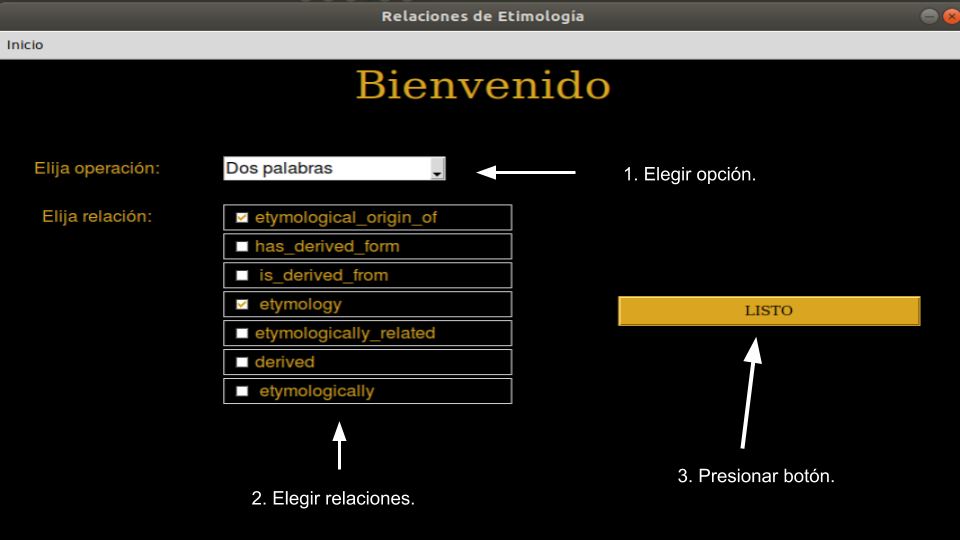 Relaciones de Etimología
Inicio
Bienvenido
Elija operación:
Dos palabras
1. Elegir opción.
Elija relación:
etymological_origin_of
has_derived_form
is_derived_from
etymology
etymologically_related
derived
etymologically
LISTO
2. Elegir relaciones.
3. Presionar botón.